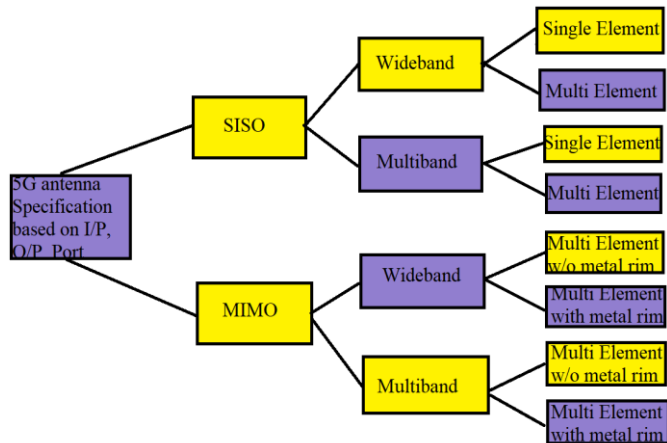 5G antenna
Specification
based on I/P,
O/P, Port
SISO
MIMO
Wideband
Multiband
Wideband
Multiband
Single Element
Multi Element
Single Element
Multi Element
Multi Element
w/o metal rim
Multi Element
with metal rim
Multi Element
w/o metal rim
Multi Element
with metal rim